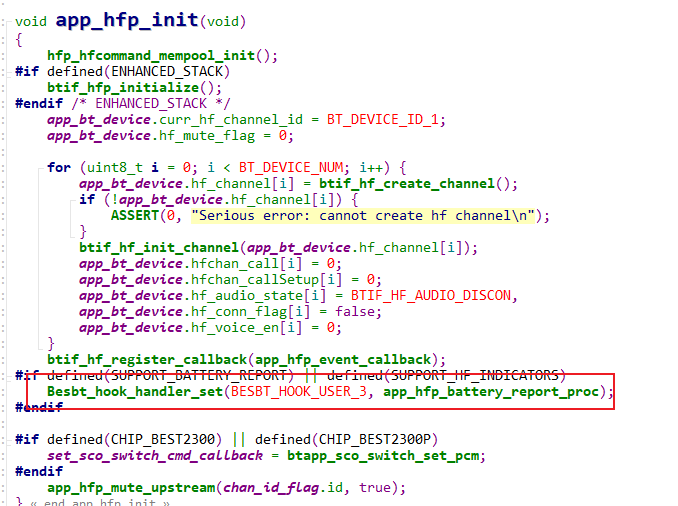 void app_hfp_init(void)
{
    hfp_hfcommand_mempool_init();
#if defined(ENHANCED_STACK)
    btif_hfp_initialize();
#endif /* ENHANCED_STACK */
    app_bt_device.curr_hf_channel_id = BT_DEVICE_ID_1;
    app_bt_device.hf_mute_flag = 0;

    for (uint8_t i = 0; i < BT_DEVICE_NUM; i++) {
        app_bt_device.hf_channel[i] = btif_hf_create_channel();
        if (!app_bt_device.hf_channel[i]) {
            ASSERT(0, "Serious error: cannot create hf channel\n");
        }
        btif_hf_init_channel(app_bt_device.hf_channel[i]);
        app_bt_device.hfchan_call[i] = 0;
        app_bt_device.hfchan_callSetup[i] = 0;
        app_bt_device.hf_audio_state[i] = BTIF_HF_AUDIO_DISCON,
        app_bt_device.hf_conn_flag[i] = false;
        app_bt_device.hf_voice_en[i] = 0;
    }
    btif_hf_register_callback(app_hfp_event_callback);
#if defined(SUPPORT_BATTERY_REPORT) || defined(SUPPORT_HF_INDICATORS)
    Besbt_hook_handler_set(BESBT_HOOK_USER_3, app_hfp_battery_report_proc);
#endif

#if defined(CHIP_BEST2300) || defined(CHIP_BEST2300P)
    set_sco_switch_cmd_callback = btapp_sco_switch_set_pcm;
#endif
    app_hfp_mute_upstream(chan_id_flag.id, true);
} « end app_hfp_init »